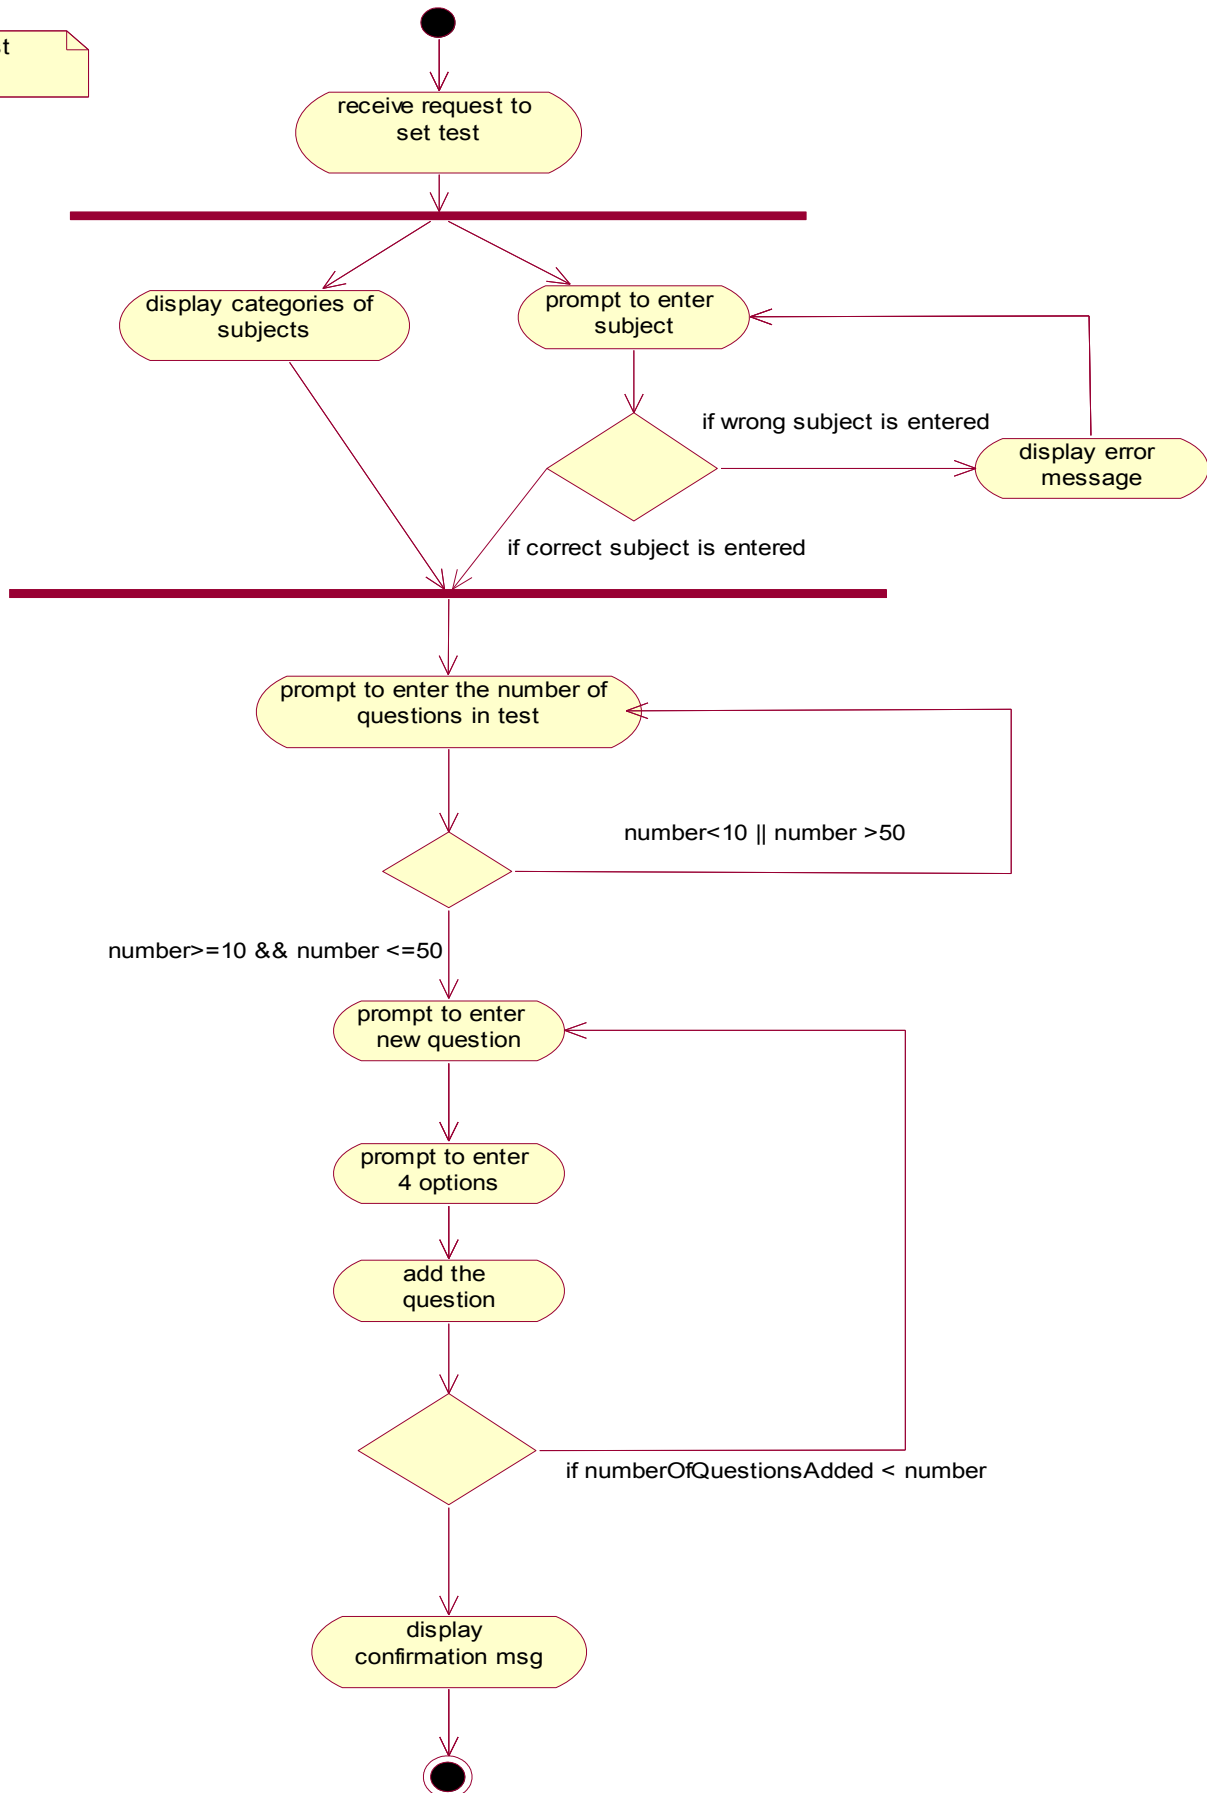 receive request to
set test
display categories of
subjects
prompt to enter
subject
if wrong subject is entered
display error
message
if correct subject is entered
prompt to enter the number of
questions in test
number<10 || number >50
number>=10 && number <=50
prompt to enter
new question
prompt to enter
4 options
add the
question
if numberOfQuestionsAdded < number
display
confirmation msg